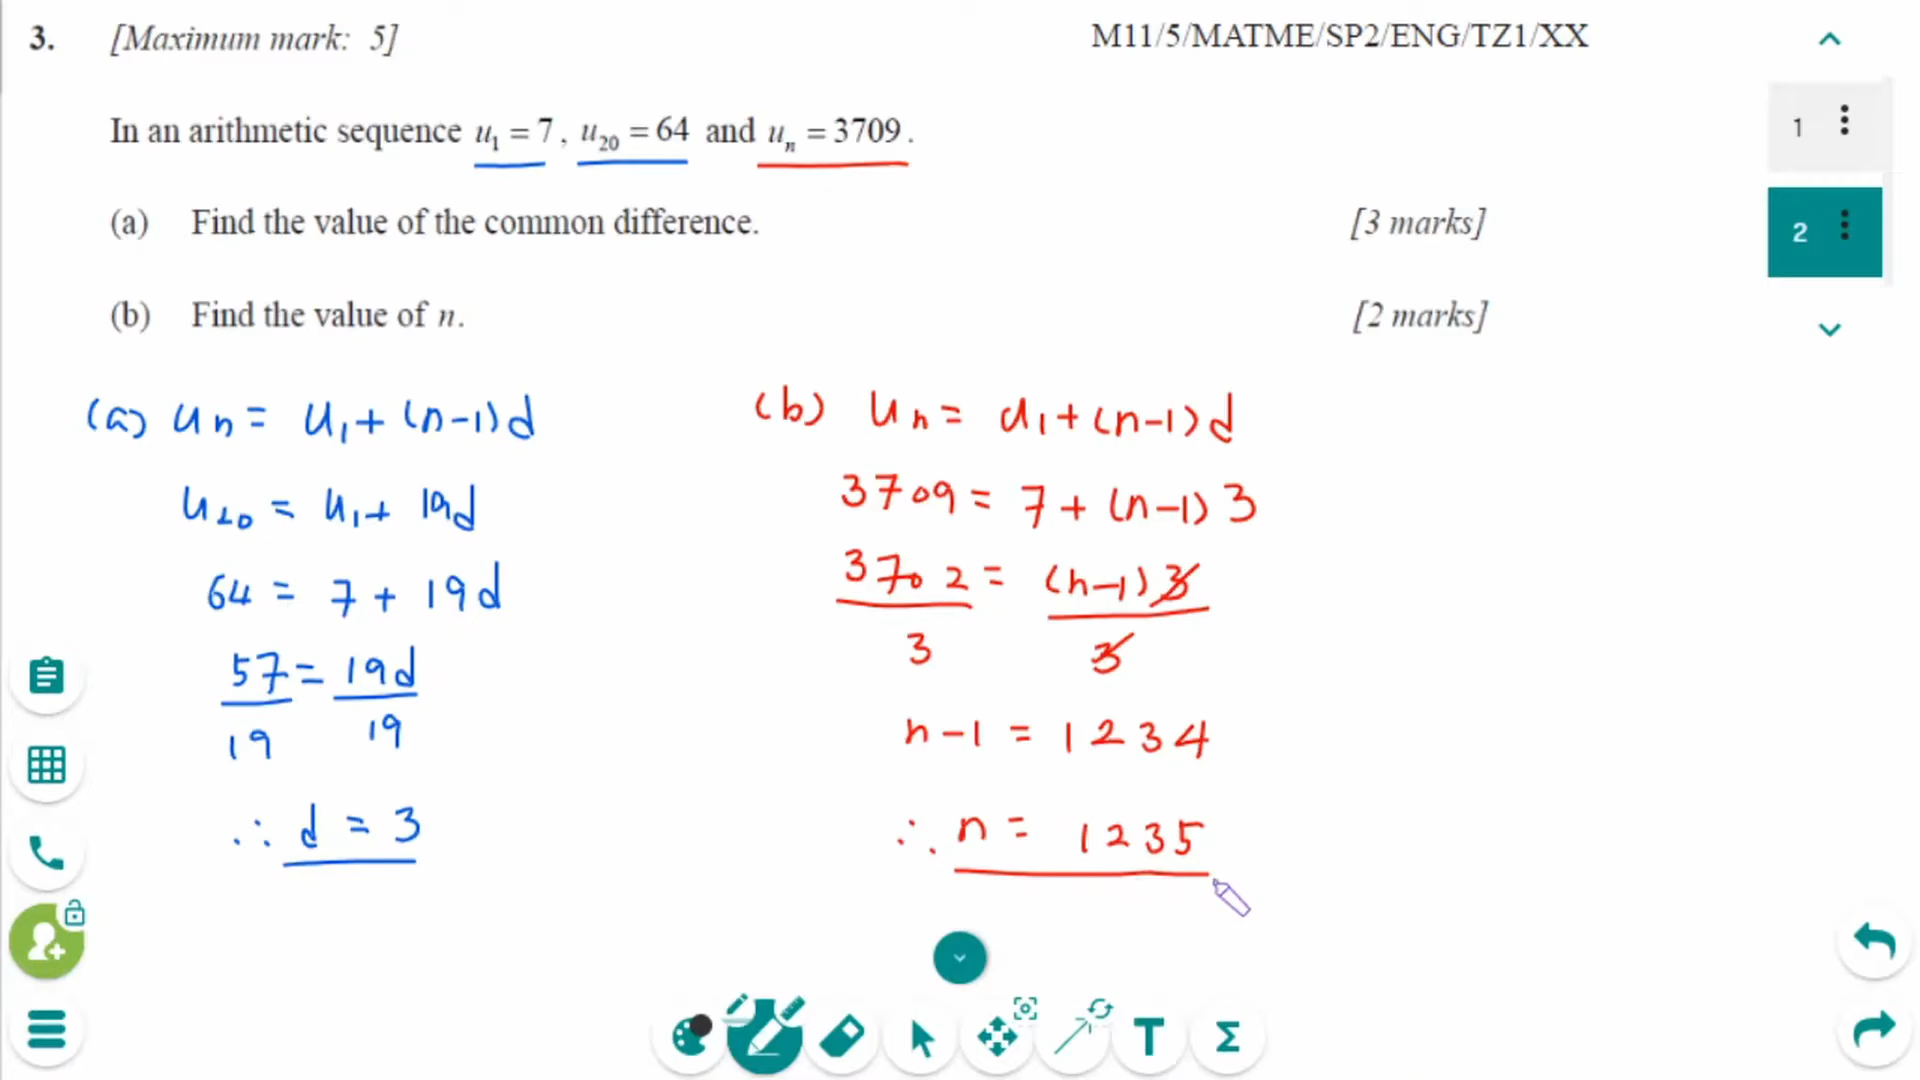 3. [Maximum mark: 5] M11/5/MATME/SP2/ENG/TZ1/XX
In an arithmetic sequence u₁ = 7, u₂₀ = 64 and uₙ = 3709.
(a) Find the value of the common difference. [3 marks]
(b) Find the value of n. [2 marks]
(a) uₙ = u₁ + (n-1)d
u₂₀ = u₁ + 19d
64 = 7 + 19d
57 = 19d
19 19
∴ d = 3
(b) uₙ = u₁ + (n-1)d
3709 = 7 + (n-1)3
3702 = (n-1)3
3 3
n-1 = 1234
∴ n = 1235
1
2
T Σ